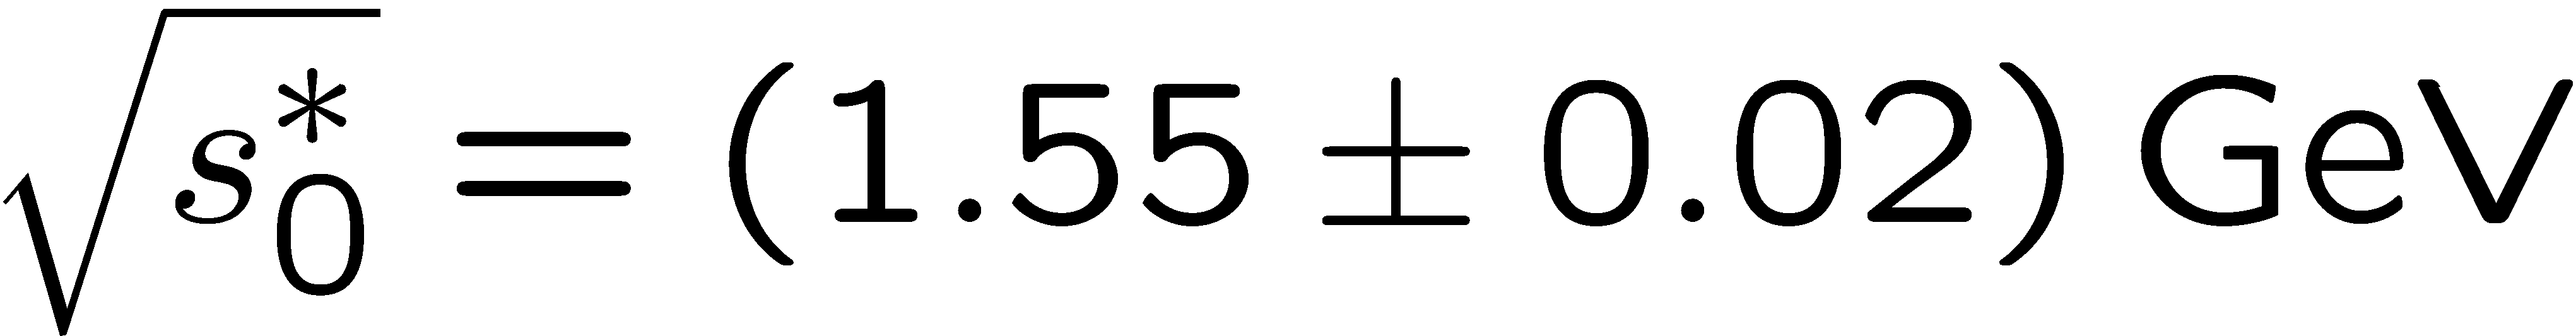 √s₀* = (1.55 ± 0.02) GeV